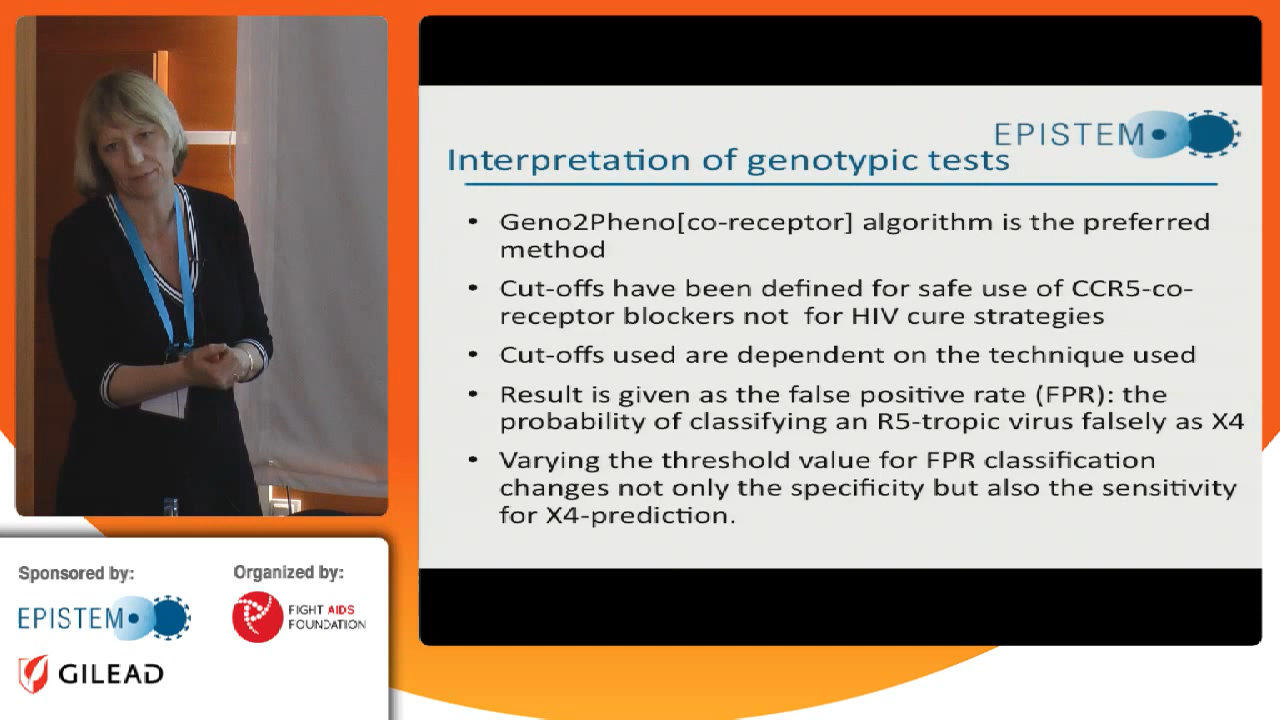 EPISTEM
Interpretation of genotypic tests
• Geno2Pheno[co-receptor] algorithm is the preferred
method
• Cut-offs have been defined for safe use of CCR5-co-
receptor blockers not for HIV cure strategies
• Cut-offs used are dependent on the technique used
• Result is given as the false positive rate (FPR): the
probability of classifying an R5-tropic virus falsely as X4
• Varying the threshold value for FPR classification
changes not only the specificity but also the sensitivity
for X4-prediction.
Sponsored by:
EPISTEM
GILEAD
Organized by:
FIGHT AIDS
FOUNDATION